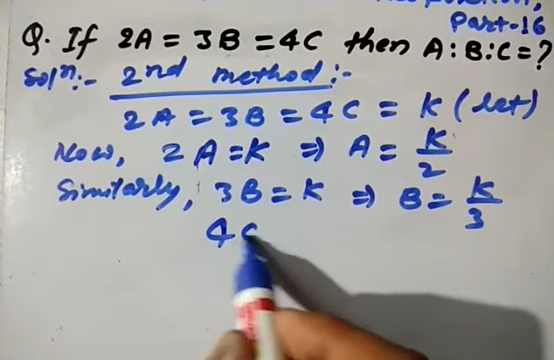 Part-16
Q. If 2A = 3B = 4C then A:B:C = ?
Solⁿ:- 2nd method:-
2A = 3B = 4C = K (let)
Now, 2A = K ⇒ A = K/2
Similarly, 3B = K ⇒ B = K/3
4C